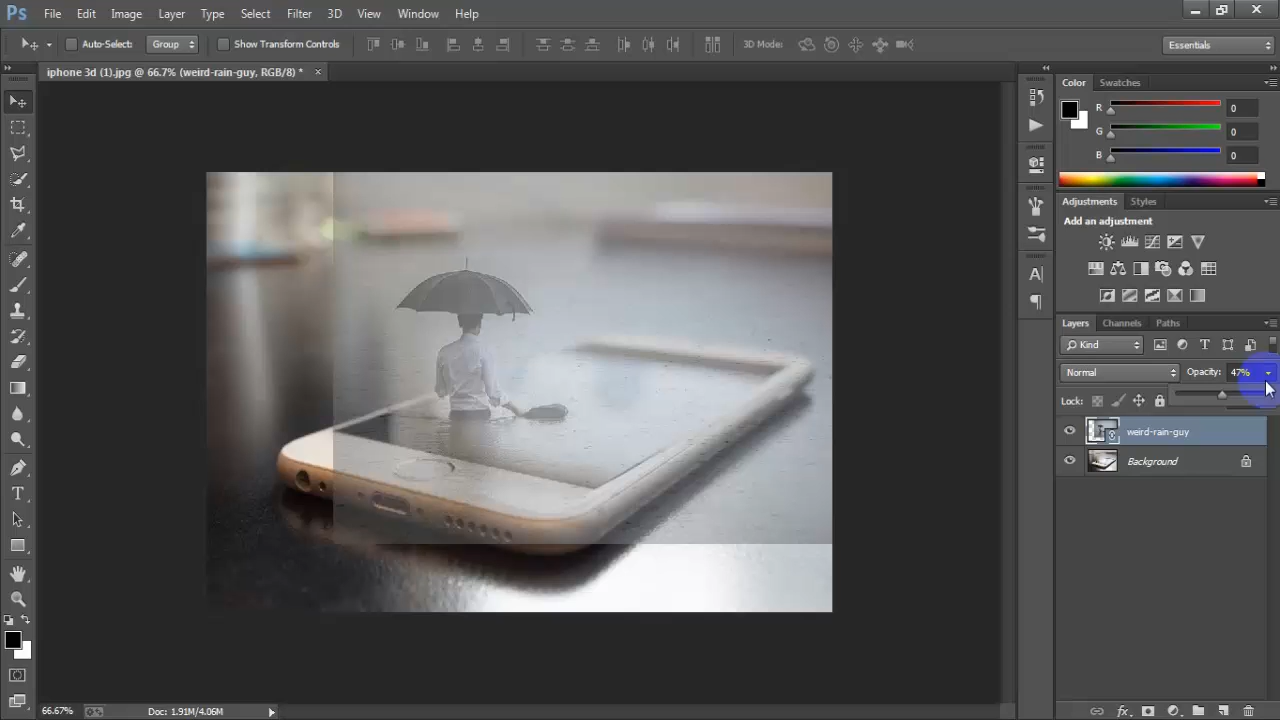 Ps File Edit Image Layer Type Select Filter 3D View Window Help
Auto-Select: Group Show Transform Controls 3D Mode: Essentials
iphone 3d (1).jpg @ 66.7% (weird-rain-guy, RGB/8) * ×
Color Swatches
R 0
G 0
B 0
Adjustments Styles
Add an adjustment
Layers Channels Paths
Kind
Normal Opacity: 47%
Lock:
weird-rain-guy
Background
66.67% Doc: 1.91M/4.06M